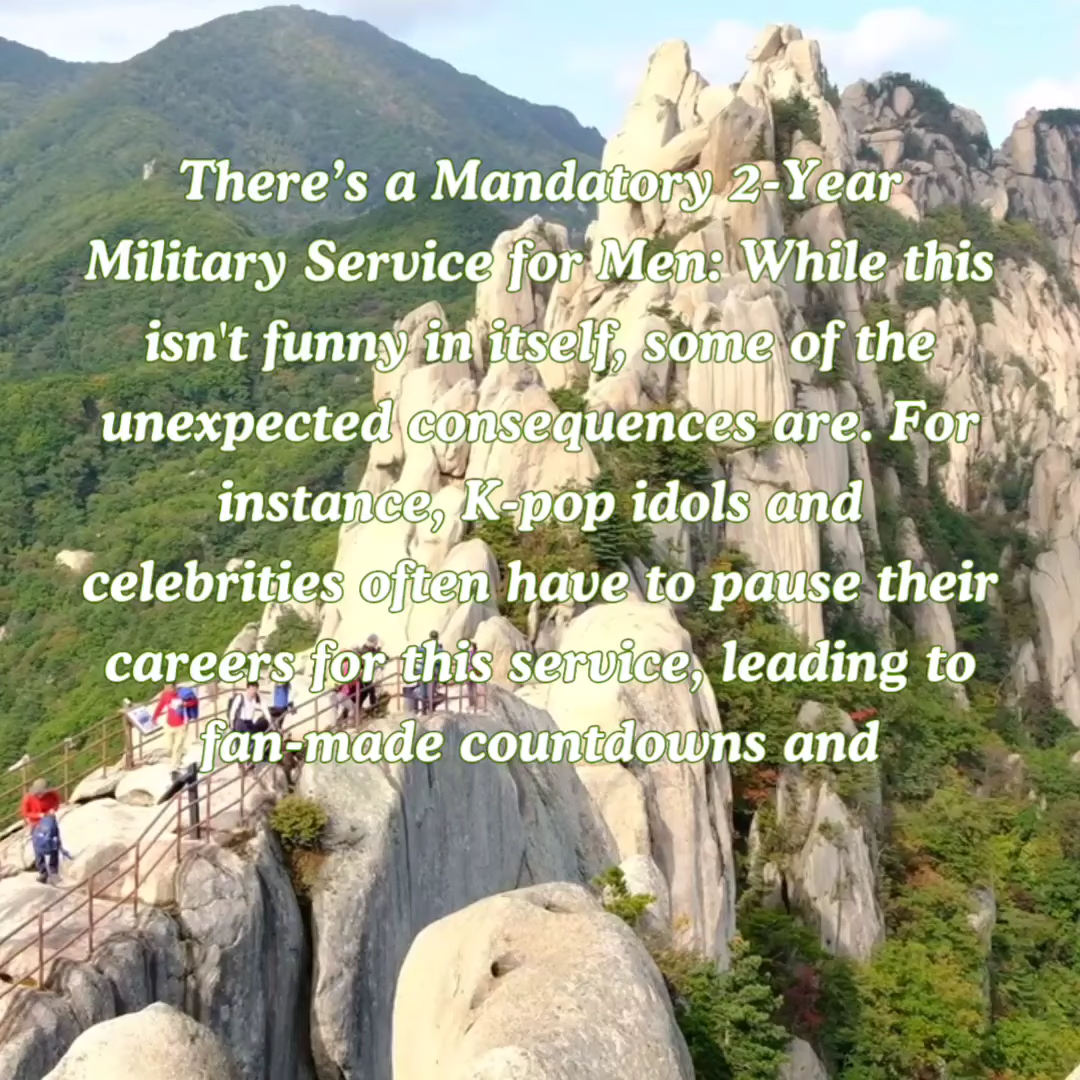 There’s a Mandatory 2-Year
Military Service for Men: While this
isn't funny in itself, some of the
unexpected consequences are. For
instance, K-pop idols and
celebrities often have to pause their
careers for this service, leading to
fan-made countdowns and